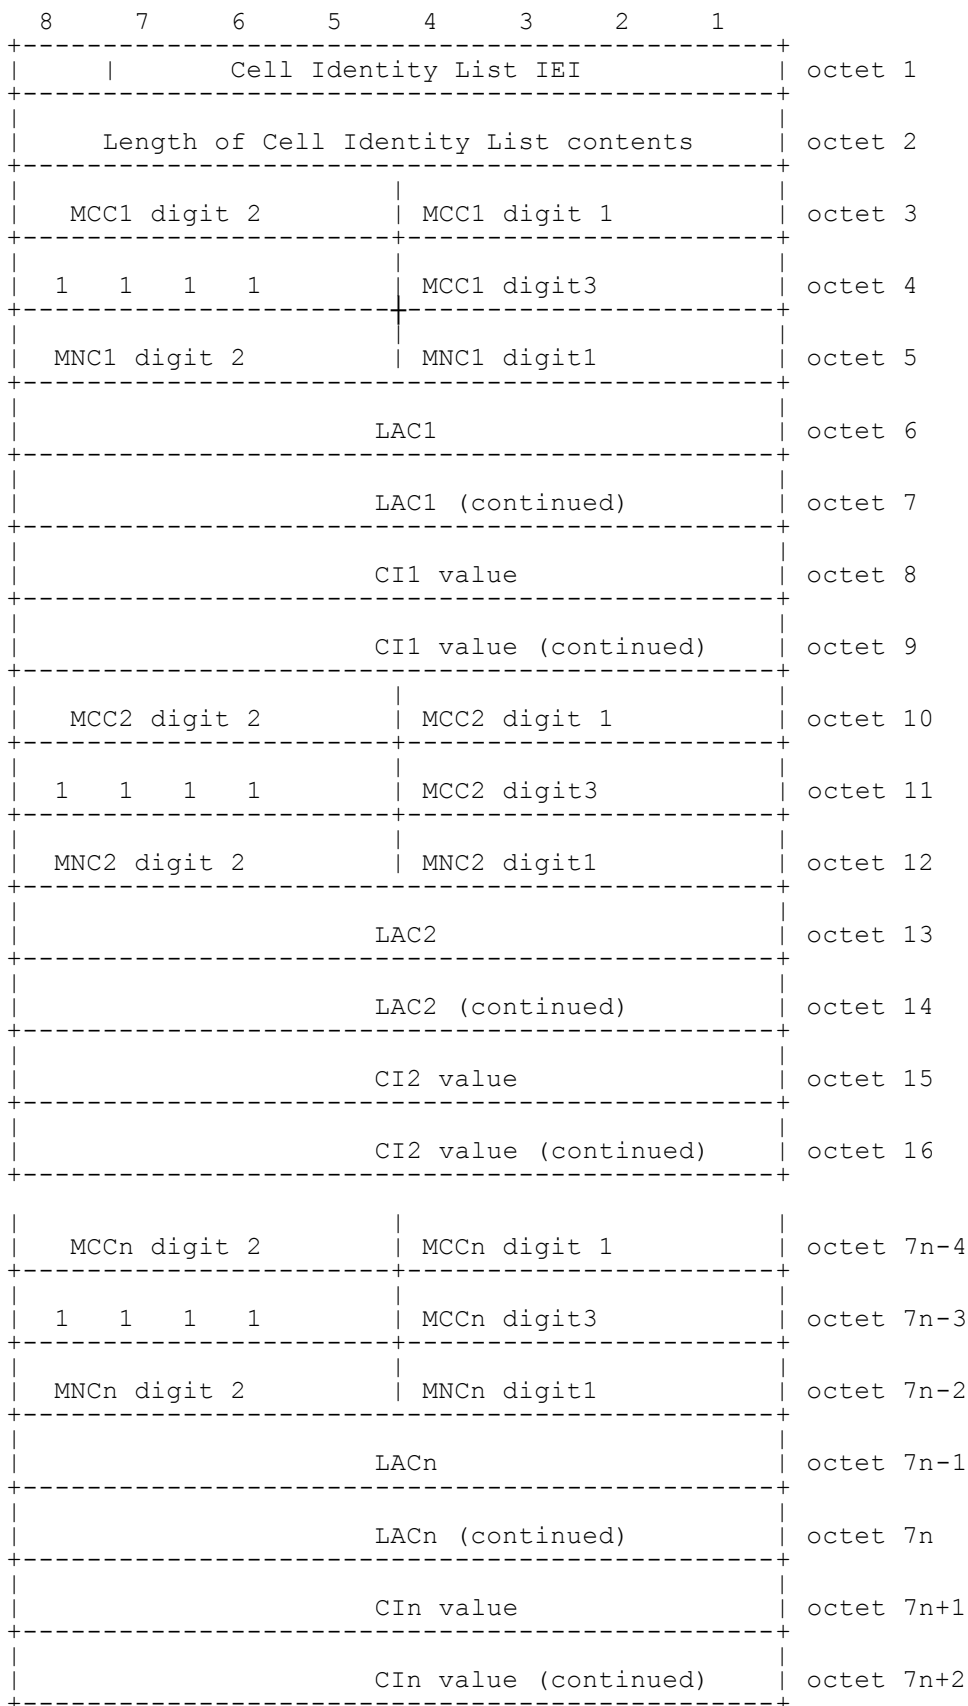 8 7 6 5 4 3 2 1
Cell Identity List IEI octet 1
Length of Cell Identity List contents octet 2
MCC1 digit 2 MCC1 digit 1 octet 3
1 1 1 1 MCC1 digit3 octet 4
MNC1 digit 2 MNC1 digit1 octet 5
LAC1 octet 6
LAC1 (continued) octet 7
CI1 value octet 8
CI1 value (continued) octet 9
MCC2 digit 2 MCC2 digit 1 octet 10
1 1 1 1 MCC2 digit3 octet 11
MNC2 digit 2 MNC2 digit1 octet 12
LAC2 octet 13
LAC2 (continued) octet 14
CI2 value octet 15
CI2 value (continued) octet 16
MCCn digit 2 MCCn digit 1 octet 7n-4
1 1 1 1 MCCn digit3 octet 7n-3
MNCn digit 2 MNCn digit1 octet 7n-2
LACn octet 7n-1
LACn (continued) octet 7n
CIn value octet 7n+1
CIn value (continued) octet 7n+2